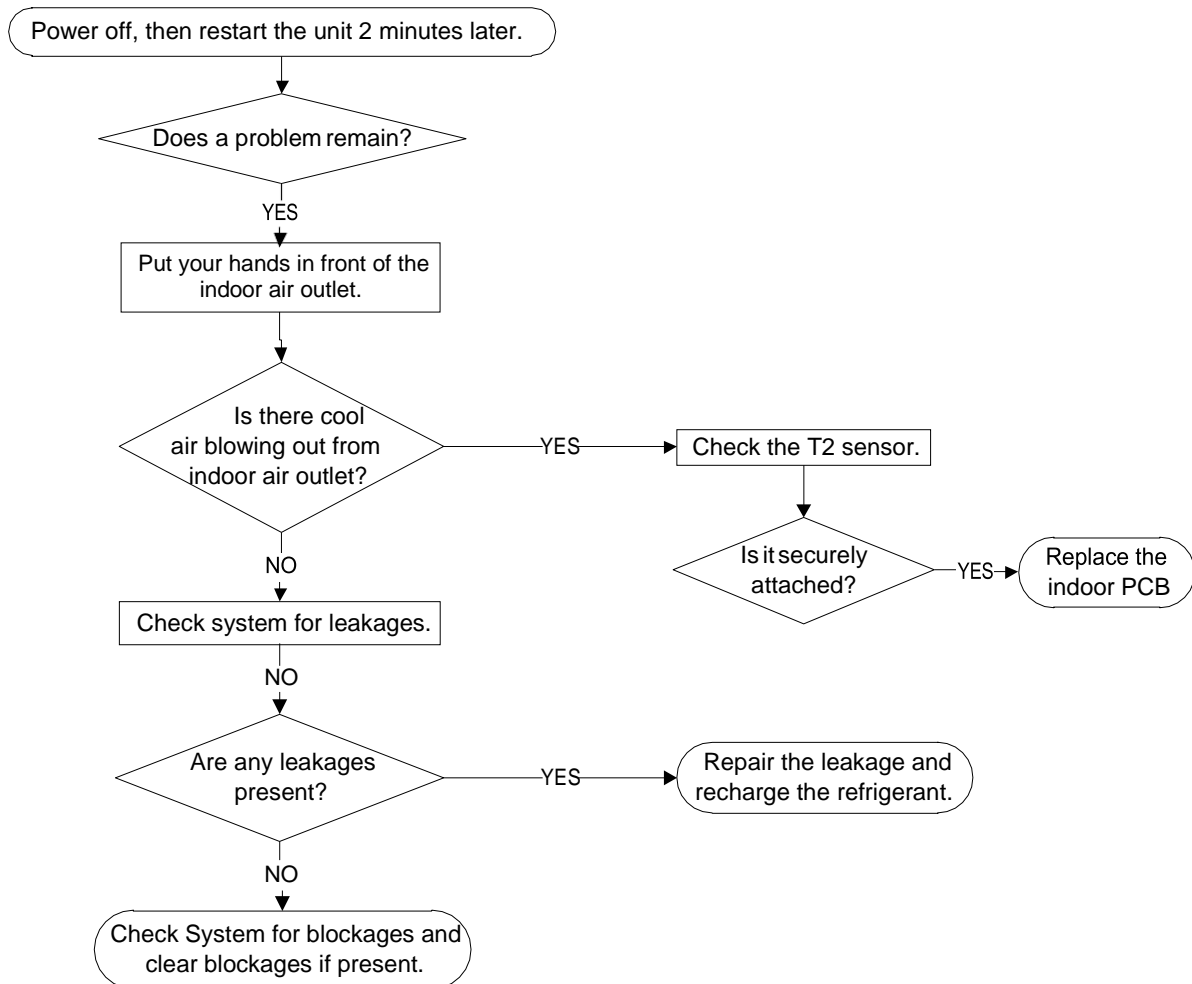 Power off, then restart the unit 2 minutes later.
Does a problem remain?
YES
Put your hands in front of the
indoor air outlet.
Is there cool
air blowing out from
indoor air outlet?
YES
Check the T2 sensor.
Is it securely
attached?
YES
Replace the
indoor PCB
NO
Check system for leakages.
NO
Are any leakages
present?
YES
Repair the leakage and
recharge the refrigerant.
NO
Check System for blockages and
clear blockages if present.